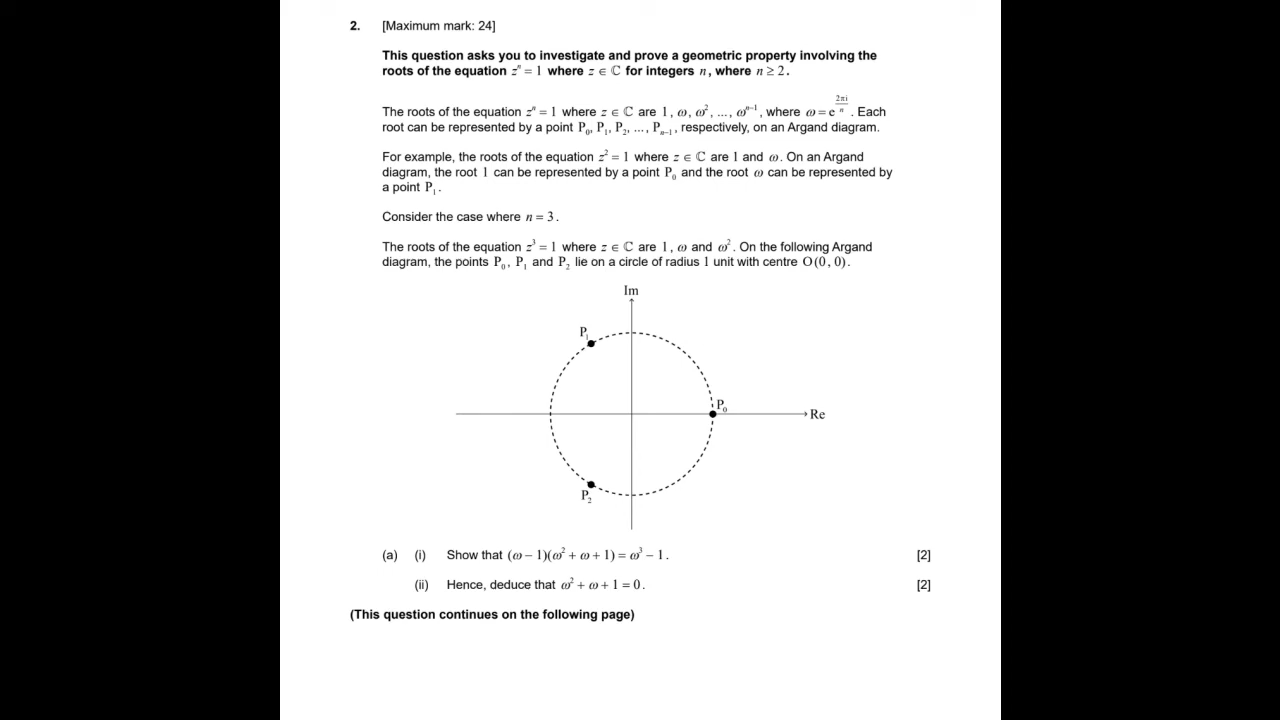 2. [Maximum mark: 24]
This question asks you to investigate and prove a geometric property involving the
roots of the equation zⁿ = 1 where z ∈ ℂ for integers n, where n ≥ 2.
The roots of the equation zⁿ = 1 where z ∈ ℂ are 1, ω, ω², ..., ωⁿ⁻¹, where ω = e^(2πi/n). Each
root can be represented by a point P₀, P₁, P₂, ..., Pₙ₋₁, respectively, on an Argand diagram.
For example, the roots of the equation z² = 1 where z ∈ ℂ are 1 and ω. On an Argand
diagram, the root 1 can be represented by a point P₀ and the root ω can be represented by
a point P₁.
Consider the case where n = 3.
The roots of the equation z³ = 1 where z ∈ ℂ are 1, ω and ω². On the following Argand
diagram, the points P₀, P₁ and P₂ lie on a circle of radius 1 unit with centre O(0, 0).
Im
P₁
P₀
Re
P₂
(a) (i) Show that (ω − 1)(ω² + ω + 1) = ω³ − 1. [2]
(ii) Hence, deduce that ω² + ω + 1 = 0. [2]
(This question continues on the following page)